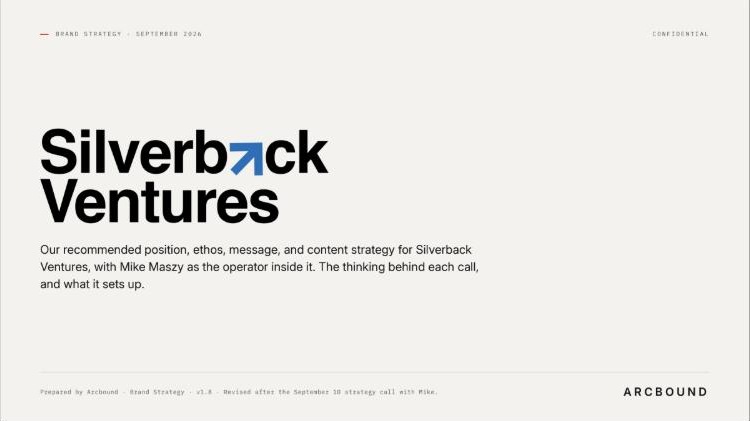 BRAND STRATEGY · SEPTEMBER 2026
CONFIDENTIAL
Silverback
Ventures
Our recommended position, ethos, message, and content strategy for Silverback
Ventures, with Mike Maszy as the operator inside it. The thinking behind each call,
and what it sets up.
Prepared by Arcbound · Brand Strategy · v1.8 · Revised after the September 10 strategy call with Mike.
ARCBOUND